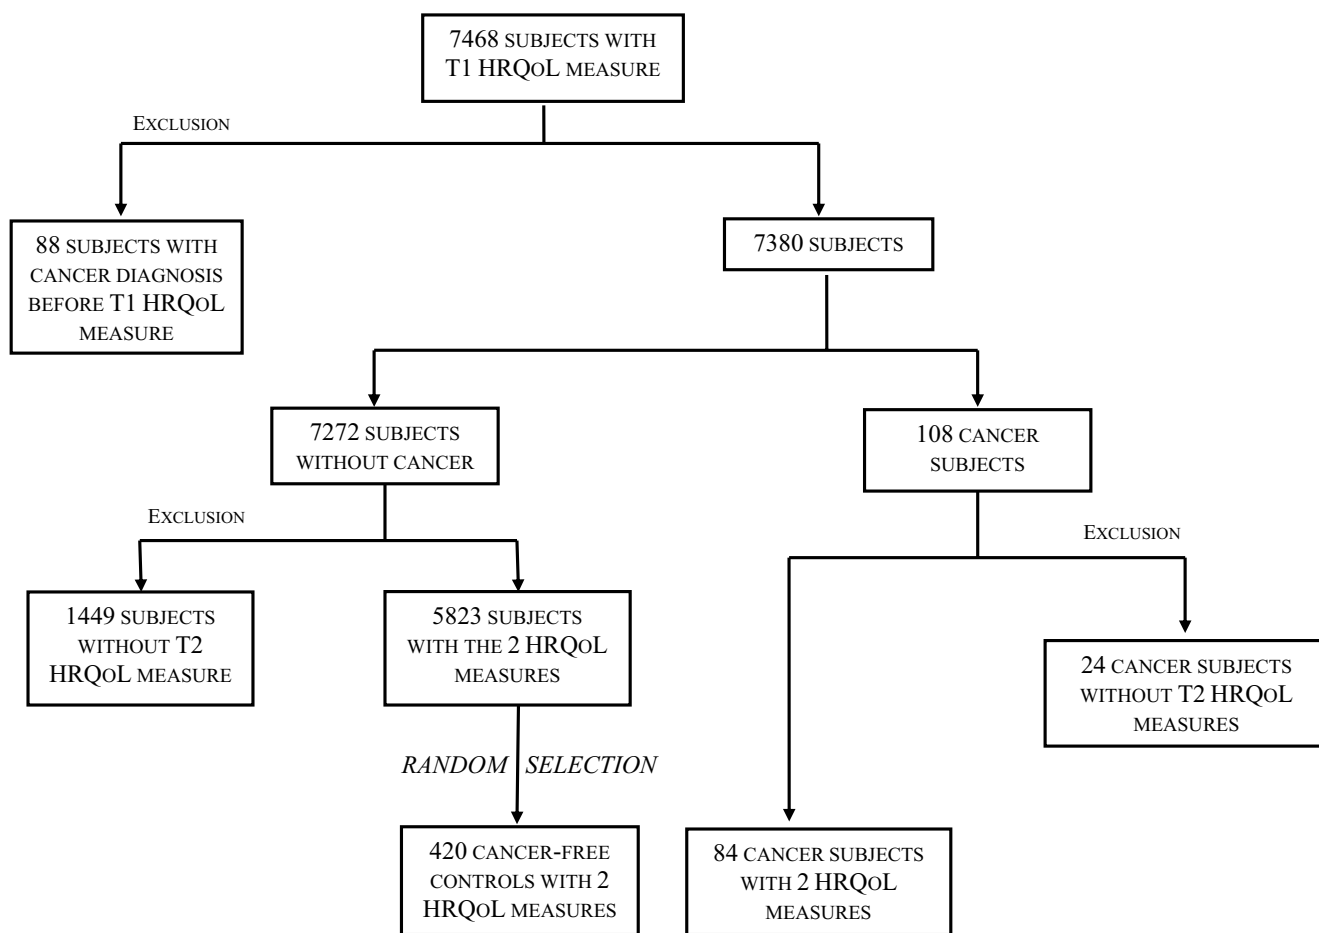 7468 SUBJECTS WITH
T1 HRQOL MEASURE
EXCLUSION
88 SUBJECTS WITH
CANCER DIAGNOSIS
BEFORE T1 HRQOL
MEASURE
7380 SUBJECTS
7272 SUBJECTS
WITHOUT CANCER
108 CANCER
SUBJECTS
EXCLUSION
EXCLUSION
1449 SUBJECTS
WITHOUT T2
HRQOL MEASURE
5823 SUBJECTS
WITH THE 2 HRQOL
MEASURES
24 CANCER SUBJECTS
WITHOUT T2 HRQOL
MEASURES
RANDOM SELECTION
420 CANCER-FREE
CONTROLS WITH 2
HRQOL MEASURES
84 CANCER SUBJECTS
WITH 2 HRQOL
MEASURES